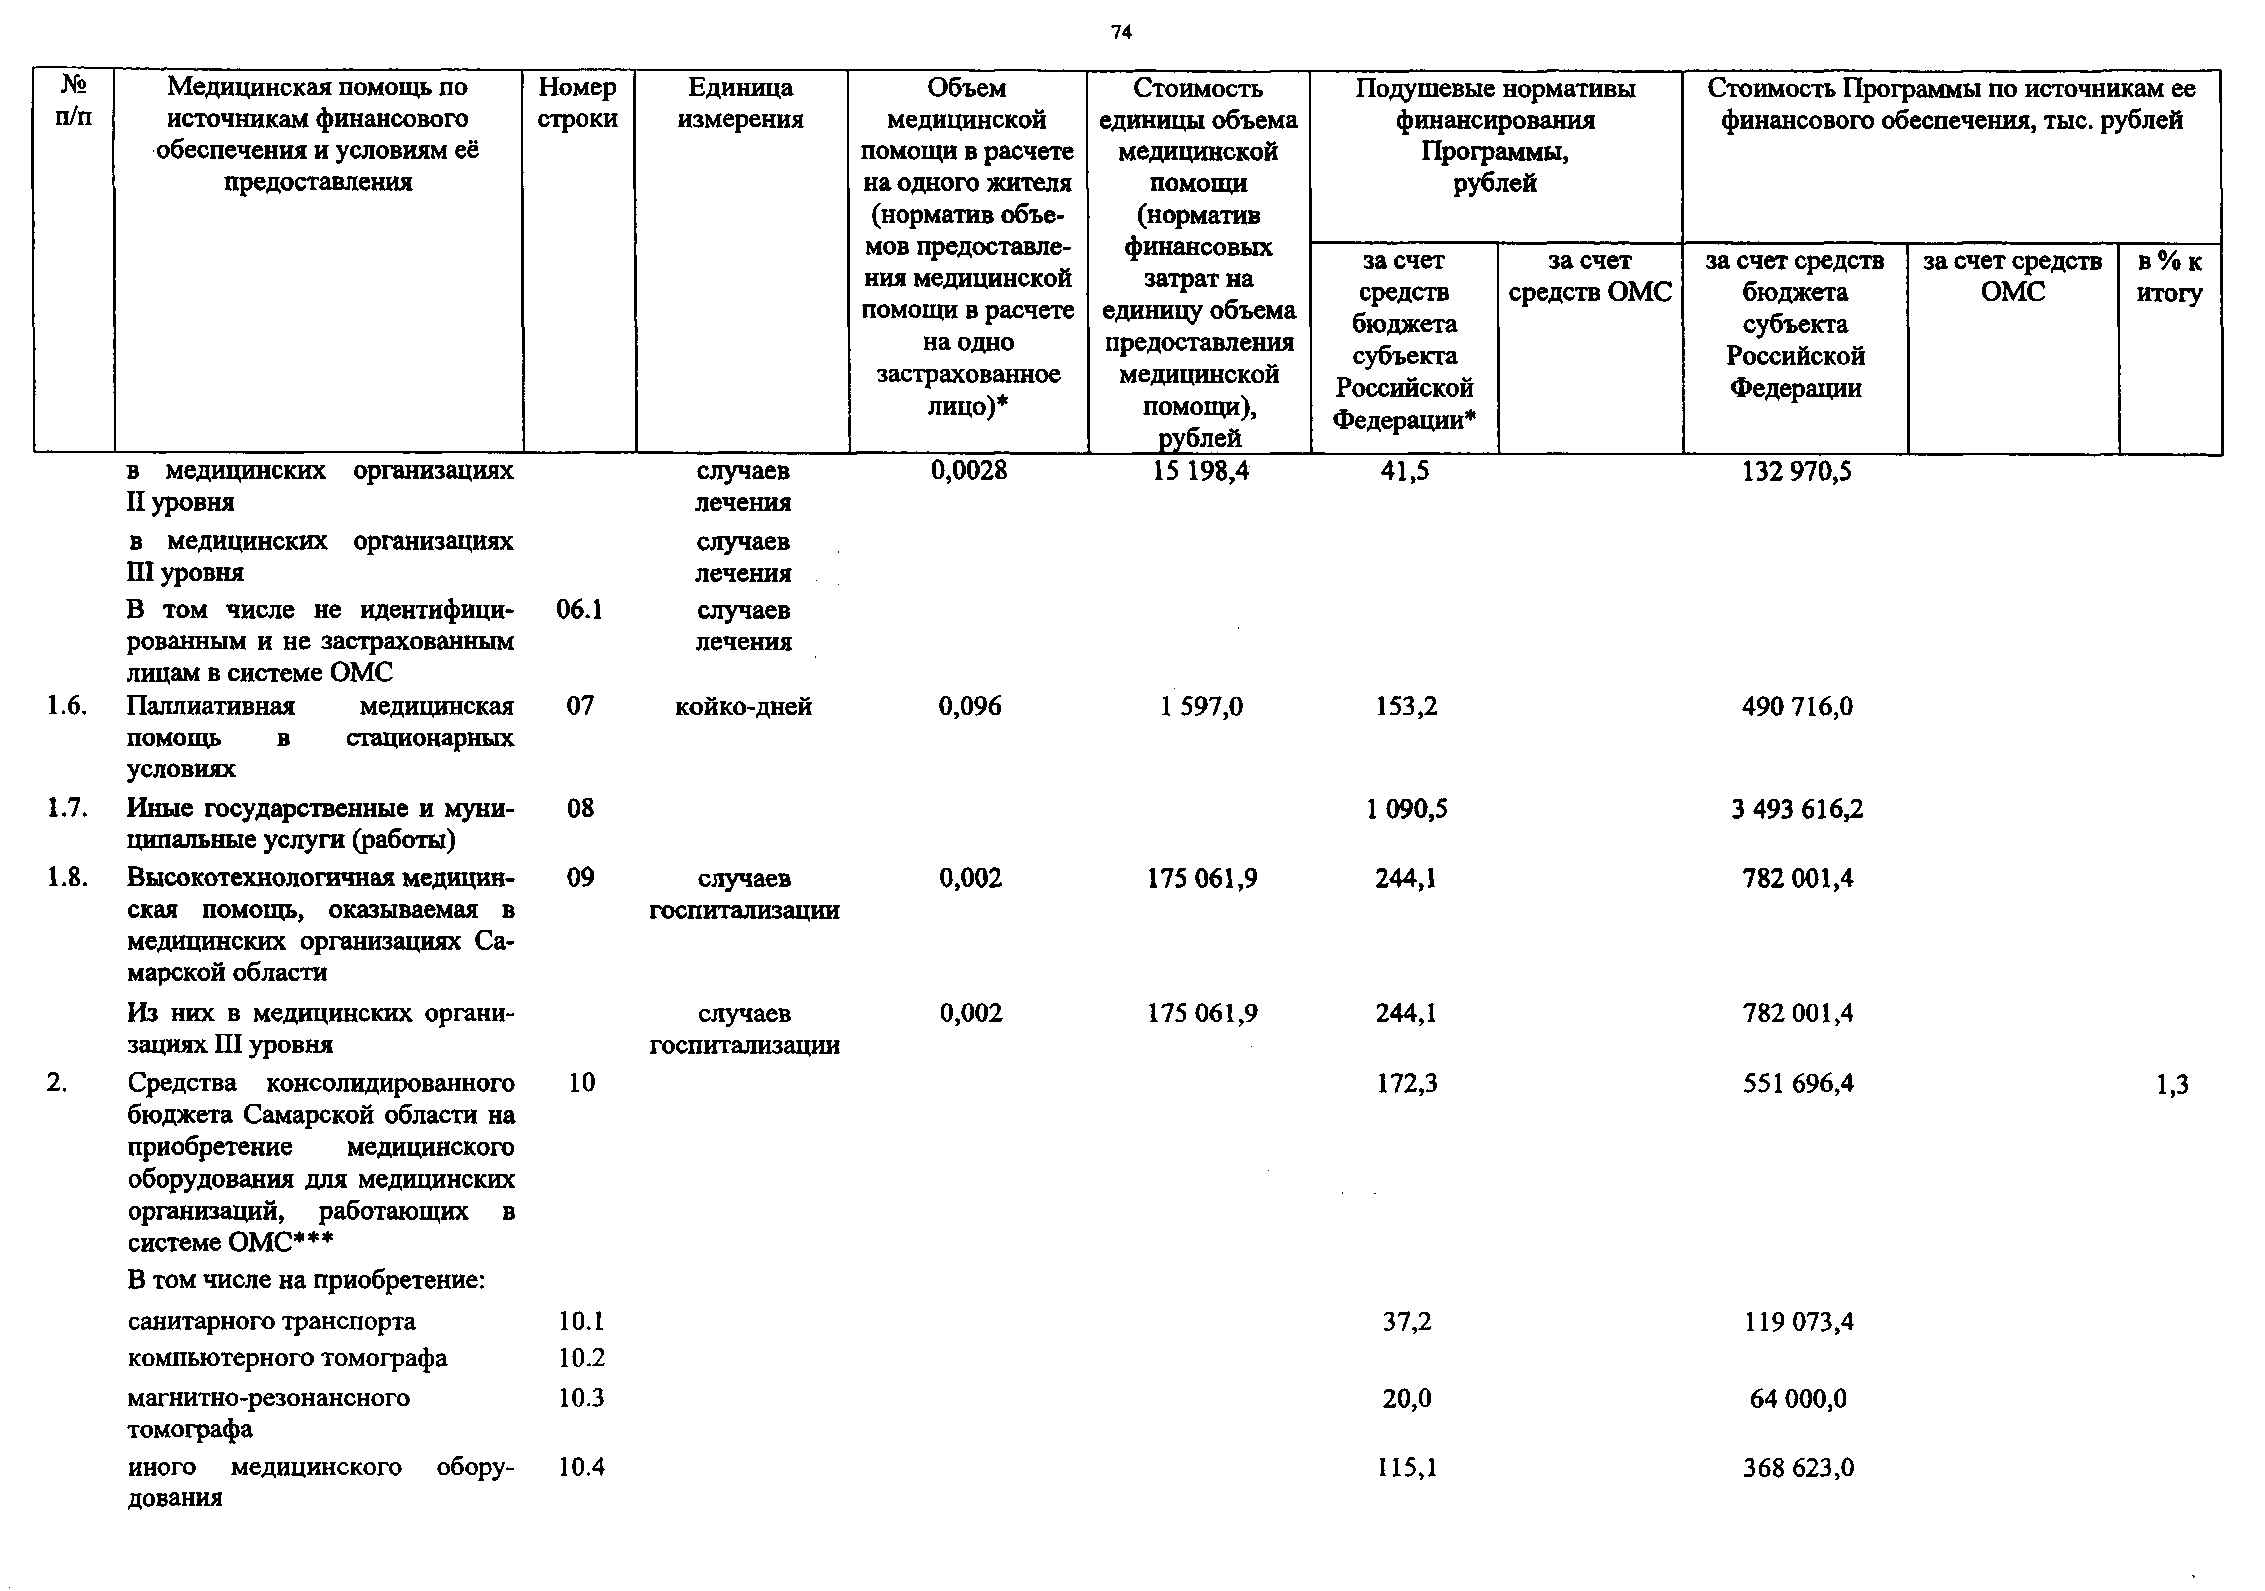 74
№
п/п
Медицинская помощь по
источникам финансового
обеспечения и условиям её
предоставления
Номер
строки
Единица
измерения
Объем
медицинской
помощи в расчете
на одного жителя
(норматив объе-
мов предоставле-
ния медицинской
помощи в расчете
на одно
застрахованное
лицо)*
Стоимость
единицы объема
медицинской
помощи
(норматив
финансовых
затрат на
единицу объема
предоставления
медицинской
помощи),
рублей
Подушевые нормативы
финансирования
Программы,
рублей
за счет
средств
бюджета
субъекта
Российской
Федерации*
за счет
средств ОМС
Стоимость Программы по источникам ее
финансового обеспечения, тыс. рублей
за счет средств
бюджета
субъекта
Российской
Федерации
за счет средств
ОМС
в % к
итогу
в медицинских организациях случаев 0,0028 15 198,4 41,5 132 970,5
II уровня лечения
в медицинских организациях случаев
III уровня лечения
В том числе не идентифици- 06.1 случаев
рованным и не застрахованным лечения
лицам в системе ОМС
1.6. Паллиативная медицинская 07 койко-дней 0,096 1 597,0 153,2 490 716,0
помощь в стационарных
условиях
1.7. Иные государственные и муни- 08 1 090,5 3 493 616,2
ципальные услуги (работы)
1.8. Высокотехнологичная медицин- 09 случаев 0,002 175 061,9 244,1 782 001,4
ская помощь, оказываемая в госпитализации
медицинских организациях Са-
марской области
Из них в медицинских органи- случаев 0,002 175 061,9 244,1 782 001,4
зациях III уровня госпитализации
2. Средства консолидированного 10 172,3 551 696,4 1,3
бюджета Самарской области на
приобретение медицинского
оборудования для медицинских
организаций, работающих в
системе ОМС***
В том числе на приобретение:
санитарного транспорта 10.1 37,2 119 073,4
компьютерного томографа 10.2
магнитно-резонансного 10.3 20,0 64 000,0
томографа
иного медицинского обору- 10.4 115,1 368 623,0
дования